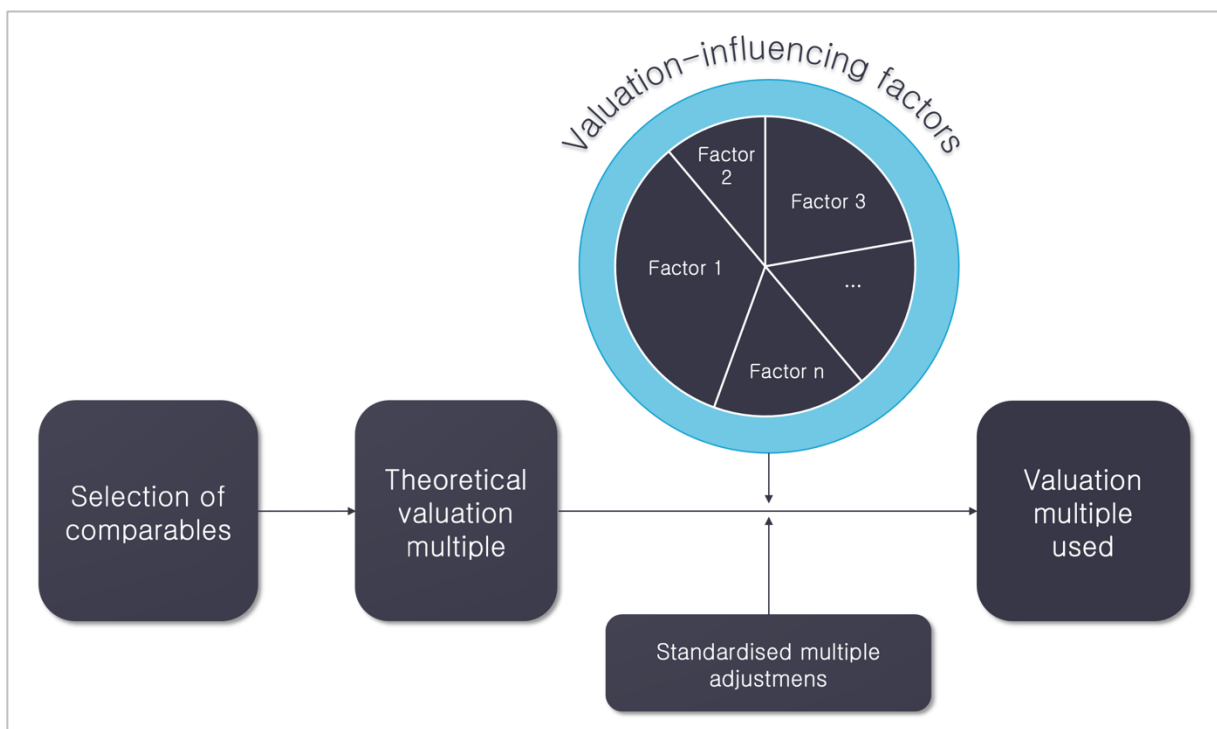 Valuation-influencing factors
Factor
2
Factor 3
Factor 1
...
Factor n
Selection of
comparables
Theoretical
valuation
multiple
Valuation
multiple
used
Standardised multiple
adjustmens